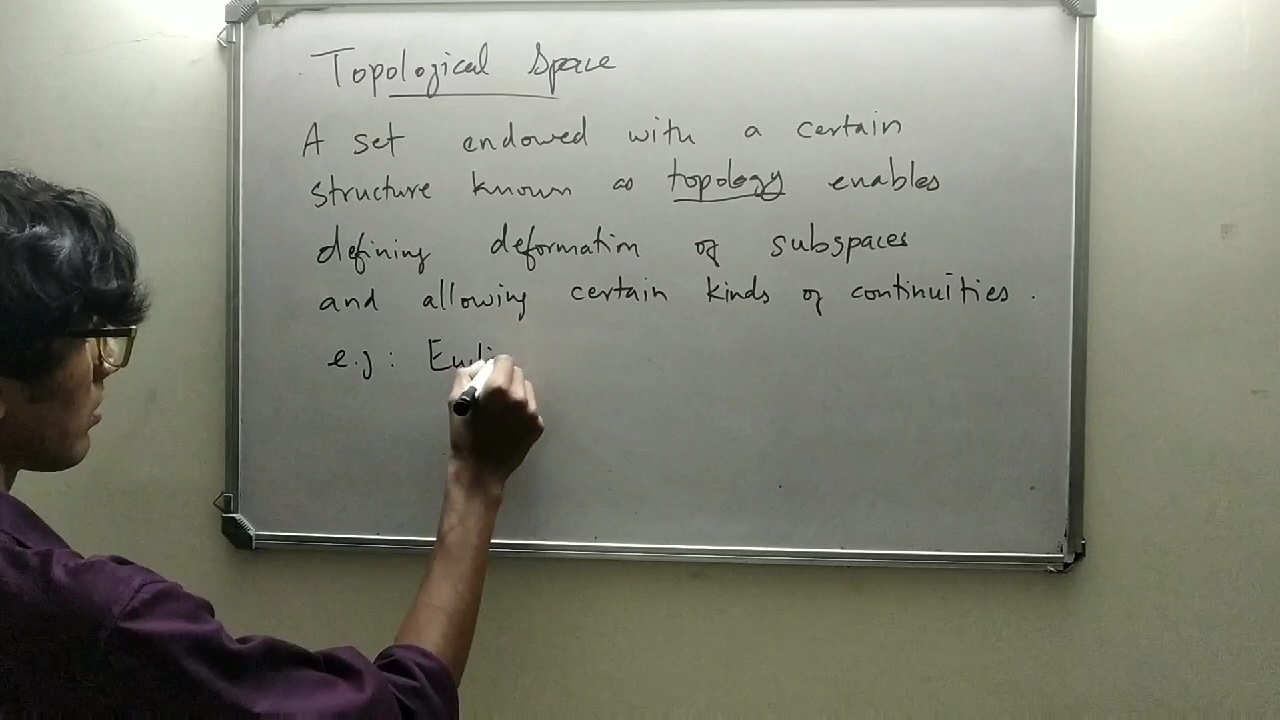 Topological Space
A set endowed with a certain
structure known as topology enables
defining deformation of subspaces
and allowing certain kinds of continuities.
e.g: Eucli